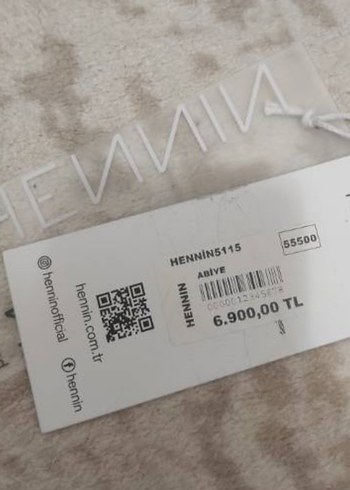 HENNIN
henninofficial
hennin.com.tr
hennin
HENNİN5115
55500
ABİYE
HENNIN
6.900,00 TL